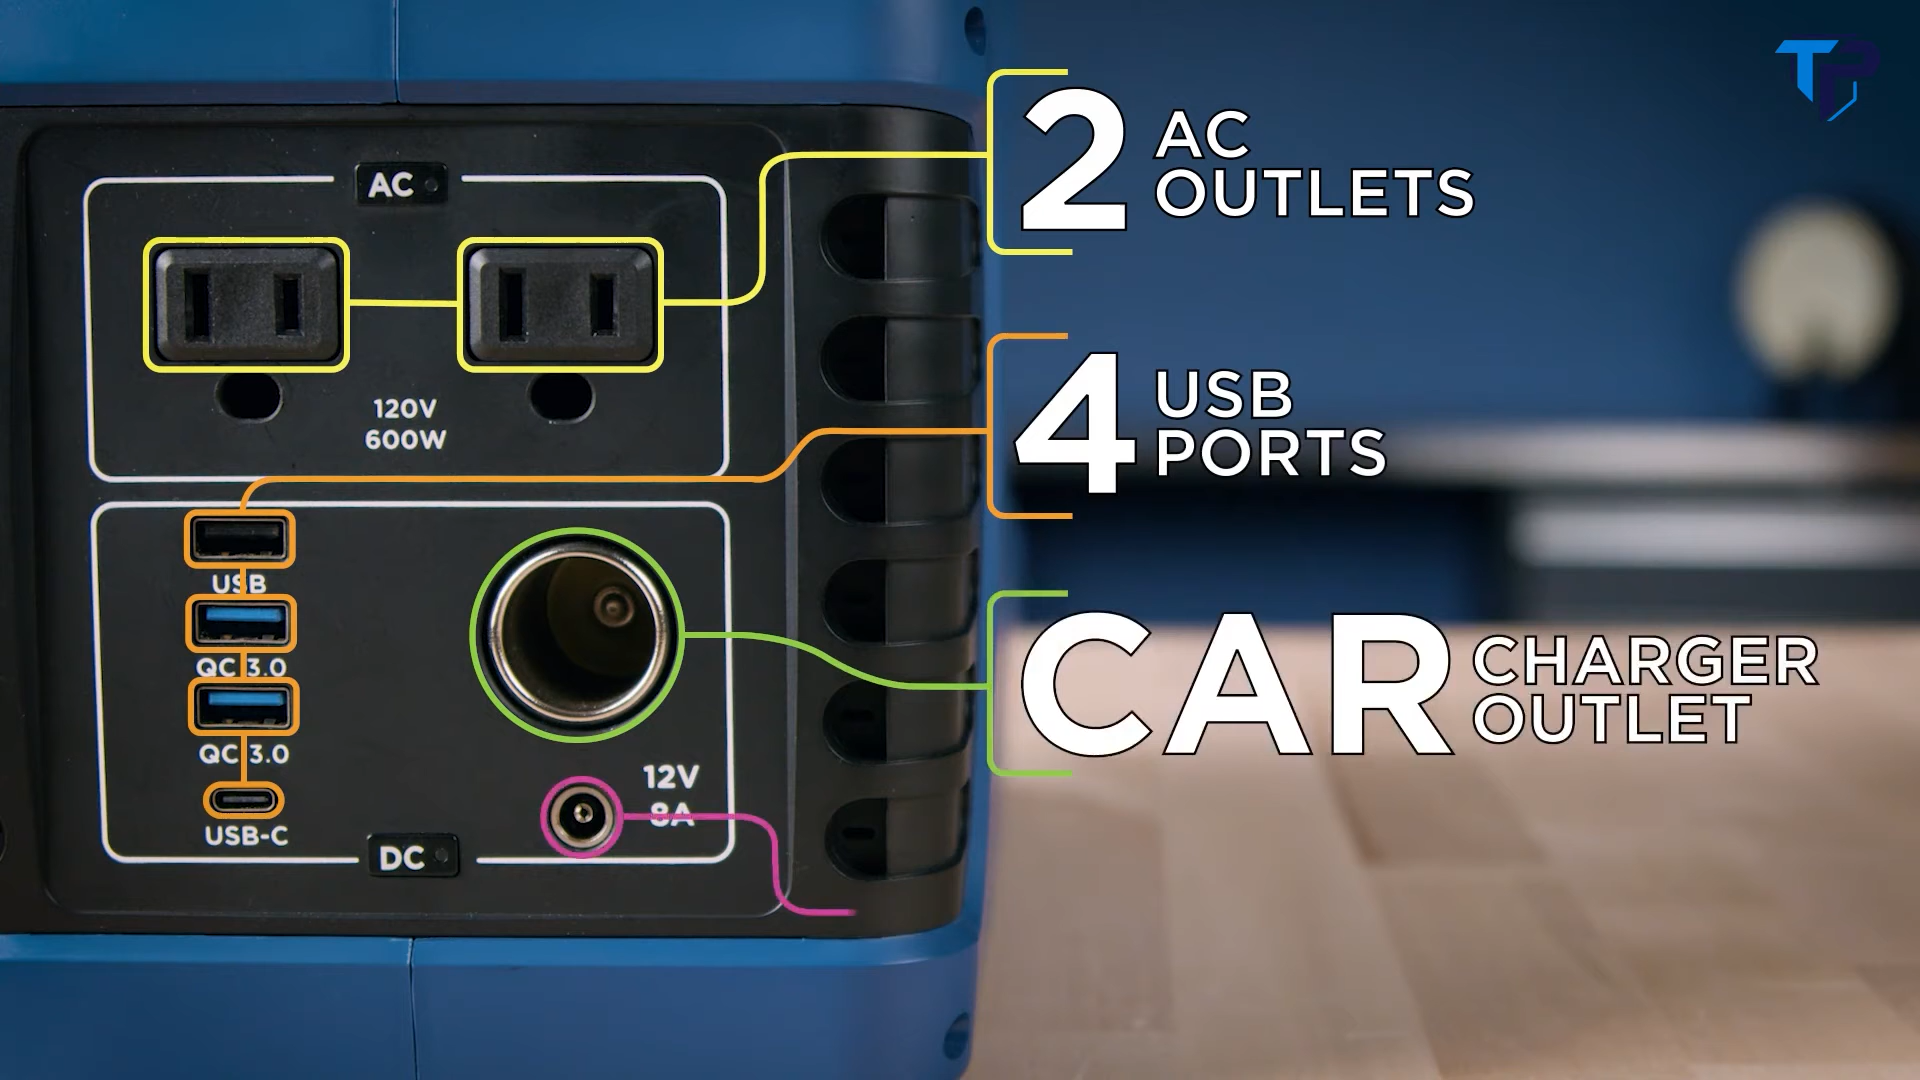 AC
120V
600W
USB
QC 3.0
QC 3.0
USB-C
12V
8A
DC
2 AC
OUTLETS
4 USB
PORTS
CAR CHARGER
OUTLET
TP